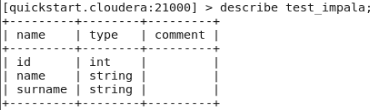 [quickstart.cloudera:21000] > describe test_impala;
+---------+--------+---------+
| name    | type   | comment |
+---------+--------+---------+
| id      | int    |         |
| name    | string |         |
| surname | string |         |
+---------+--------+---------+